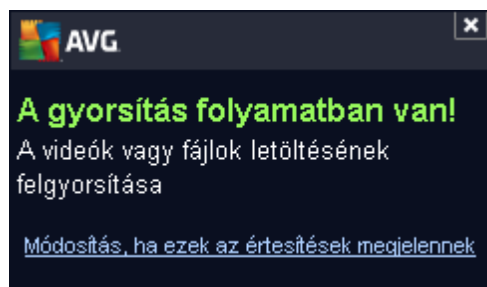 AVG
A gyorsítás folyamatban van!
A videók vagy fájlok letöltésének
felgyorsítása
Módosítás, ha ezek az értesítések megjelennek